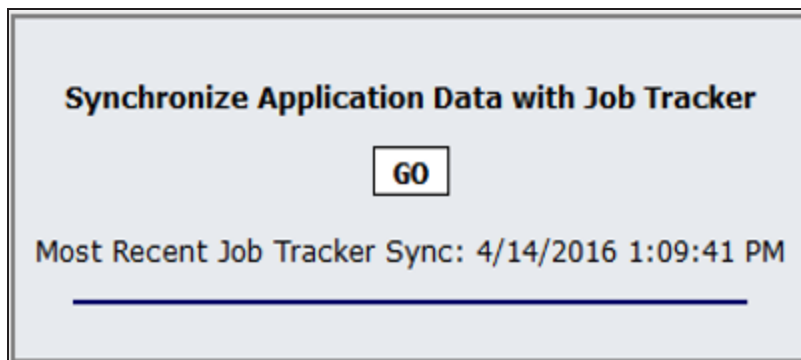 Synchronize Application Data with Job Tracker
GO
Most Recent Job Tracker Sync: 4/14/2016 1:09:41 PM